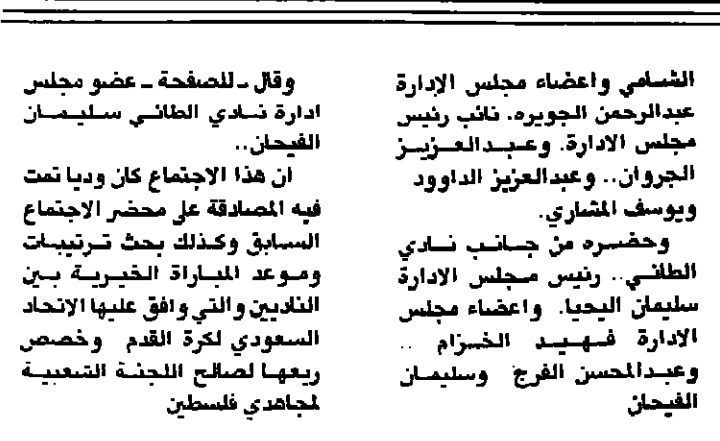 الشامي واعضاء مجلس الإدارة
عبدالرحمن الجويره. نائب رئيس
مجلس الادارة. وعبدالعزيز
الجروان.. وعبدالعزيز الداوود
ويوسف المشاري.
وحضره من جانب نادي
الطائي.. رئيس مجلس الادارة
سليمان اليحيا. واعضاء مجلس
الادارة فهيد الخزام ..
وعبدالمحسن الفرج وسليمان
الفيحان
وقال ـ للصفحة ـ عضو مجلس
ادارة نادي الطائي سليمان
الفيحان..
ان هذا الاجتماع كان وديا تمت
فيه المصادقة على محضر الاجتماع
السابق وكذلك بحث ترتيبات
وموعد المباراة الخيرية بين
الناديين والتي وافق عليها الاتحاد
السعودي لكرة القدم وخصص
ريعها لصالح اللجنة الشعبية
لمجاهدي فلسطين